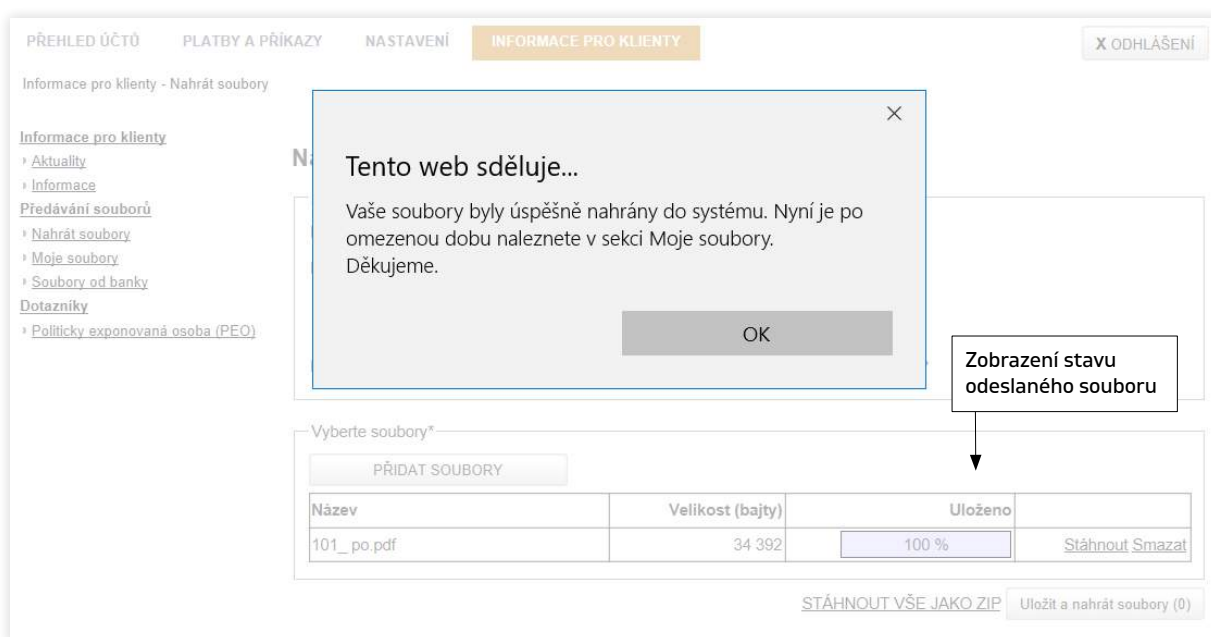 PŘEHLED ÚČTŮ PLATBY A PŘÍKAZY NASTAVENÍ INFORMACE PRO KLIENTY X ODHLÁŠENÍ
Informace pro klienty - Nahrát soubory
Informace pro klienty
Aktuality
Informace
Předávání souborů
Nahrát soubory
Moje soubory
Soubory od banky
Dotazníky
Politicky exponovaná osoba (PEO)
Tento web sděluje...
Vaše soubory byly úspěšně nahrány do systému. Nyní je po
omezenou dobu naleznete v sekci Moje soubory.
Děkujeme.
OK
Zobrazení stavu
odeslaného souboru
Vyberte soubory*
PŘIDAT SOUBORY
Název Velikost (bajty) Uloženo
101_ po.pdf 34 392 100 % Stáhnout Smazat
STÁHNOUT VŠE JAKO ZIP Uložit a nahrát soubory (0)